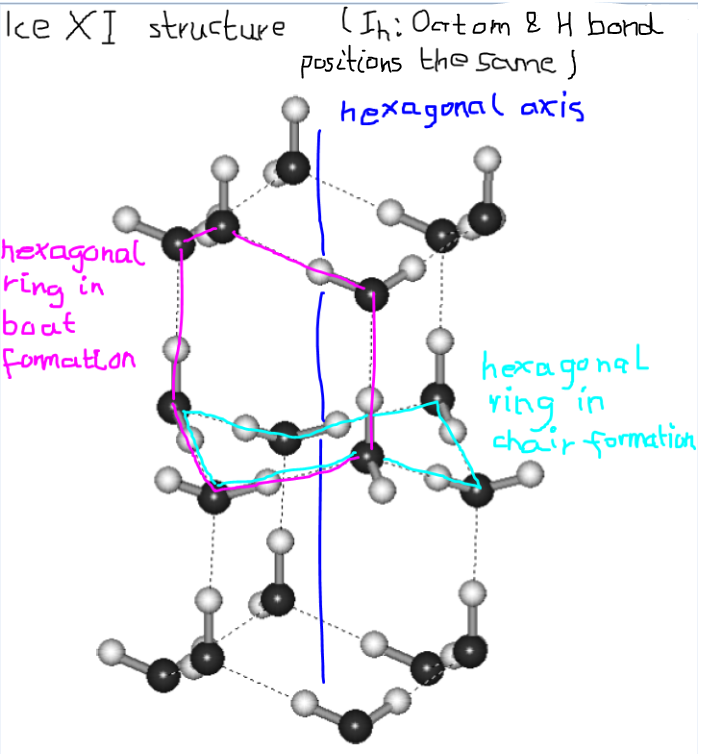 Ice XI structure (Ih: O atom & H bond
positions the same)
hexagonal axis
hexagonal
ring in
boat
formation
hexagonal
ring in
chair formation